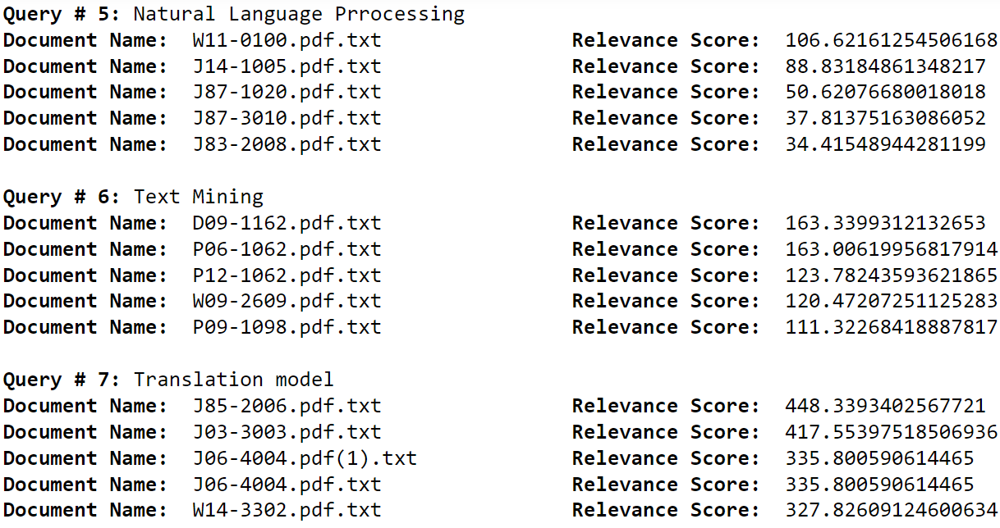 Query # 5: Natural Language Prrocessing
Document Name: W11-0100.pdf.txt Relevance Score: 106.62161254506168
Document Name: J14-1005.pdf.txt Relevance Score: 88.83184861348217
Document Name: J87-1020.pdf.txt Relevance Score: 50.62076680018018
Document Name: J87-3010.pdf.txt Relevance Score: 37.81375163086052
Document Name: J83-2008.pdf.txt Relevance Score: 34.41548944281199
Query # 6: Text Mining
Document Name: D09-1162.pdf.txt Relevance Score: 163.3399312132653
Document Name: P06-1062.pdf.txt Relevance Score: 163.00619956817914
Document Name: P12-1062.pdf.txt Relevance Score: 123.78243593621865
Document Name: W09-2609.pdf.txt Relevance Score: 120.47207251125283
Document Name: P09-1098.pdf.txt Relevance Score: 111.32268418887817
Query # 7: Translation model
Document Name: J85-2006.pdf.txt Relevance Score: 448.3393402567721
Document Name: J03-3003.pdf.txt Relevance Score: 417.55397518506936
Document Name: J06-4004.pdf(1).txt Relevance Score: 335.800590614465
Document Name: J06-4004.pdf.txt Relevance Score: 335.800590614465
Document Name: W14-3302.pdf.txt Relevance Score: 327.82609124600634